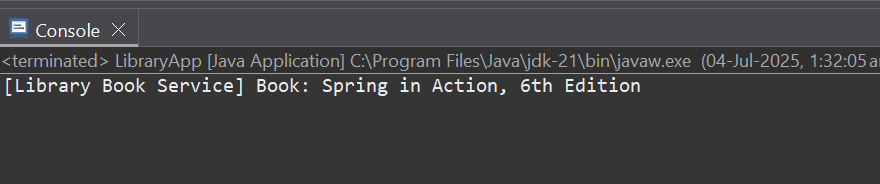 Console
<terminated> LibraryApp [Java Application] C:\Program Files\Java\jdk-21\bin\javaw.exe (04-Jul-2025, 1:32:05 a
[Library Book Service] Book: Spring in Action, 6th Edition